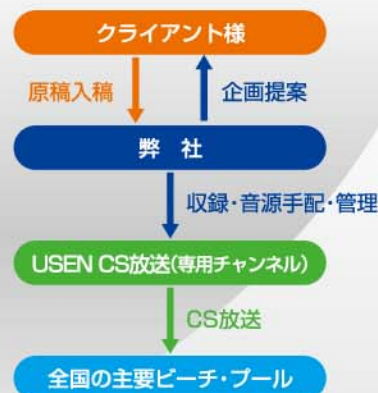 クライアント様
原稿入稿
企画提案
弊 社
収録・音源手配・管理
USEN CS放送(専用チャンネル)
CS放送
全国の主要ビーチ・プール